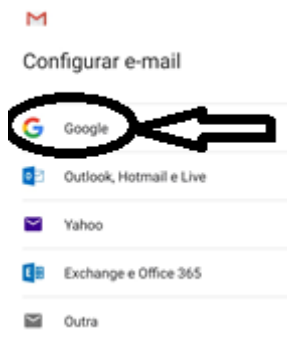 Configurar e-mail
Google
Outlook, Hotmail e Live
Yahoo
Exchange e Office 365
Outra